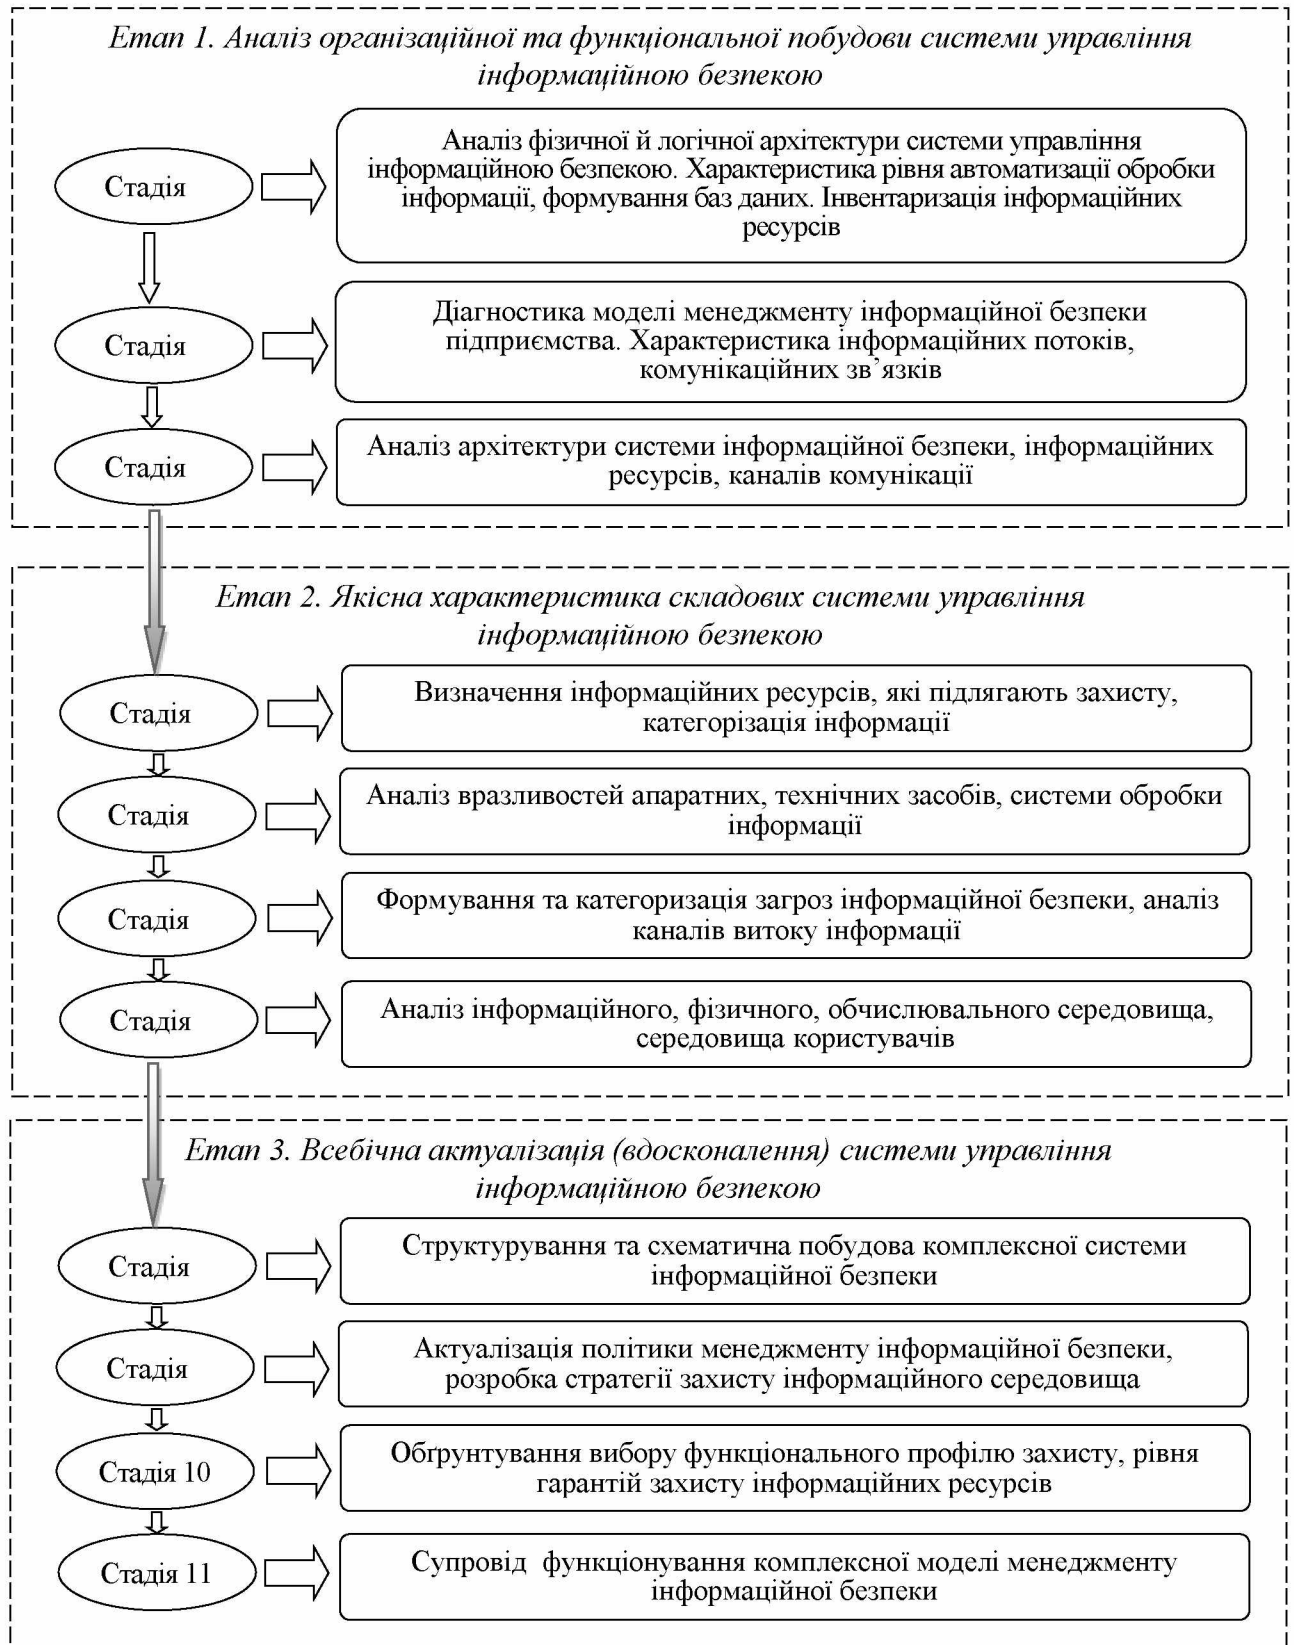 Етап 1. Аналіз організаційної та функціональної побудови системи управління
інформаційною безпекою
Стадія
Аналіз фізичної й логічної архітектури системи управління
інформаційною безпекою. Характеристика рівня автоматизації обробки
інформації, формування баз даних. Інвентаризація інформаційних
ресурсів
Стадія
Діагностика моделі менеджменту інформаційної безпеки
підприємства. Характеристика інформаційних потоків,
комунікаційних зв’язків
Стадія
Аналіз архітектури системи інформаційної безпеки, інформаційних
ресурсів, каналів комунікації
Етап 2. Якісна характеристика складових системи управління
інформаційною безпекою
Стадія
Визначення інформаційних ресурсів, які підлягають захисту,
категорізація інформації
Стадія
Аналіз вразливостей апаратних, технічних засобів, системи обробки
інформації
Стадія
Формування та категоризація загроз інформаційної безпеки, аналіз
каналів витоку інформації
Стадія
Аналіз інформаційного, фізичного, обчислювального середовища,
середовища користувачів
Етап 3. Всебічна актуалізація (вдосконалення) системи управління
інформаційною безпекою
Стадія
Структурування та схематична побудова комплексної системи
інформаційної безпеки
Стадія
Актуалізація політики менеджменту інформаційної безпеки,
розробка стратегії захисту інформаційного середовища
Стадія 10
Обґрунтування вибору функціонального профілю захисту, рівня
гарантій захисту інформаційних ресурсів
Стадія 11
Супровід функціонування комплексної моделі менеджменту
інформаційної безпеки